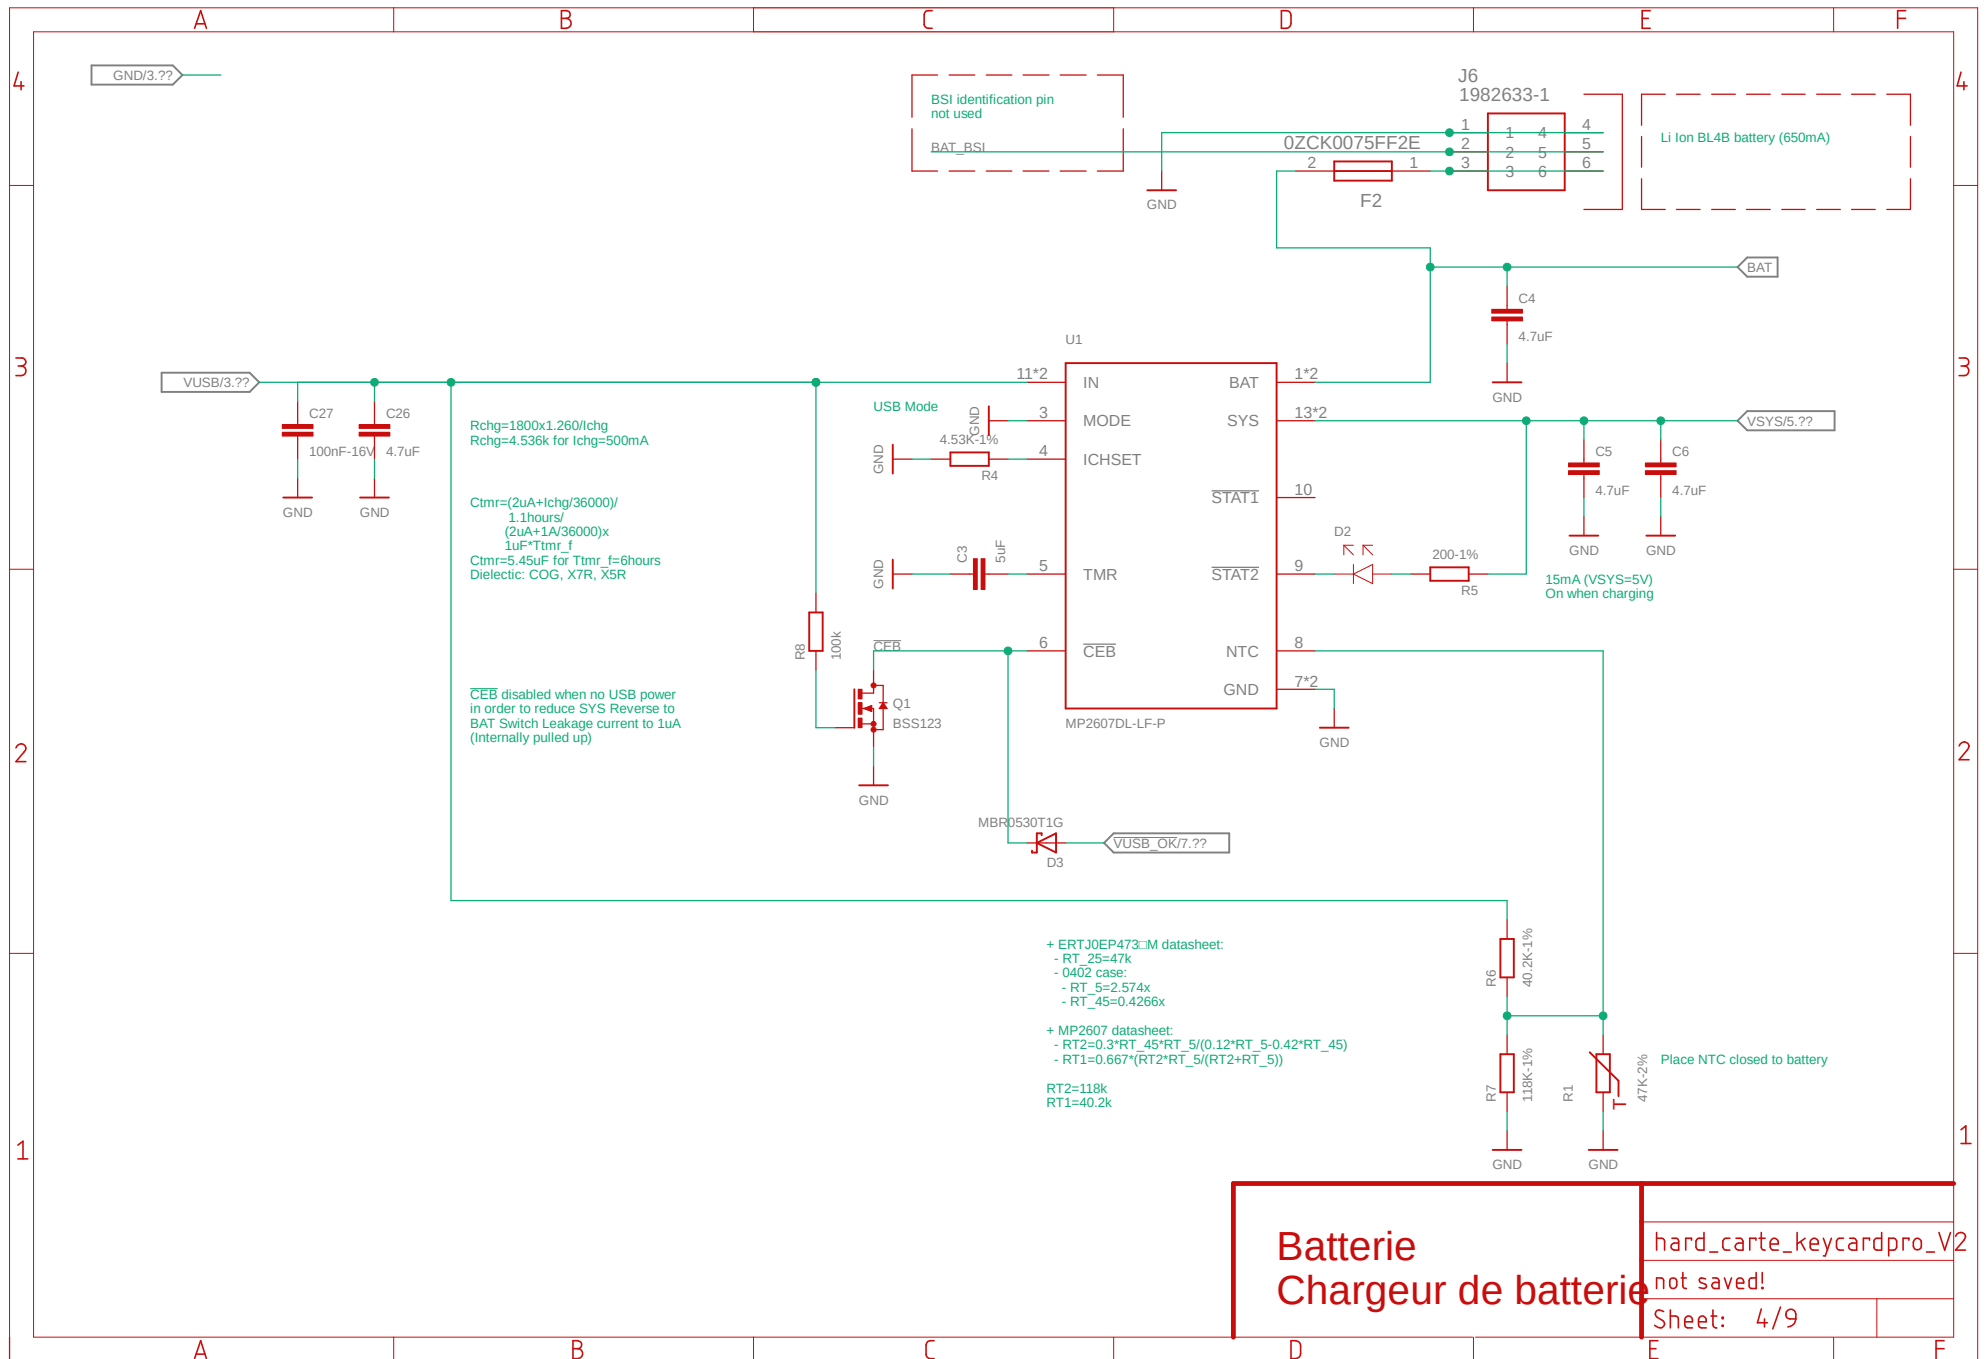 A B C D E F
4
GND/3.??
BSI identification pin
not used
BAT_BSI
J6
1982633-1
0ZCK0075FF2E
2 1
F2
1 1 4 4
2 2 5 5
3 3 6 6
Li Ion BL4B battery (650mA)
4
GND
BAT
C4
4.7uF
GND
3
VUSB/3.??
C27
100nF-16V
GND
C26
4.7uF
GND
Rchg=1800x1.260/Ichg
Rchg=4.536k for Ichg=500mA
Ctmr=(2uA+Ichg/36000)/
1.1hours/
(2uA+1A/36000)x
1uF*Ttmr_f
Ctmr=5.45uF for Ttmr_f=6hours
Dielectic: COG, X7R, X5R
CEB disabled when no USB power
in order to reduce SYS Reverse to
BAT Switch Leakage current to 1uA
(Internally pulled up)
USB Mode
GND
4.53K-1%
R4
GND
C3
5uF
GND
R8
100k
CEB
Q1
BSS123
GND
U1
11*2 IN BAT 1*2
3 MODE SYS 13*2
4 ICHSET
STAT1 10
5 TMR STAT2 9
6 CEB NTC 8
GND 7*2
MP2607DL-LF-P
GND
D2
200-1%
R5
15mA (VSYS=5V)
On when charging
VSYS/5.??
C5
4.7uF
GND
C6
4.7uF
GND
3
2
2
MBR0530T1G
D3
VUSB_OK/7.??
+ ERTJ0EP473□M datasheet:
- RT_25=47k
- 0402 case:
- RT_5=2.574x
- RT_45=0.4266x
+ MP2607 datasheet:
- RT2=0.3*RT_45*RT_5/(0.12*RT_5-0.42*RT_45)
- RT1=0.667*(RT2*RT_5/(RT2+RT_5))
RT2=118k
RT1=40.2k
R6
40.2K-1%
R7
118K-1%
GND
R1
47K-2%
GND
Place NTC closed to battery
1
1
Batterie
Chargeur de batterie
hard_carte_keycardpro_V2
not saved!
Sheet: 4/9
A B C D E F